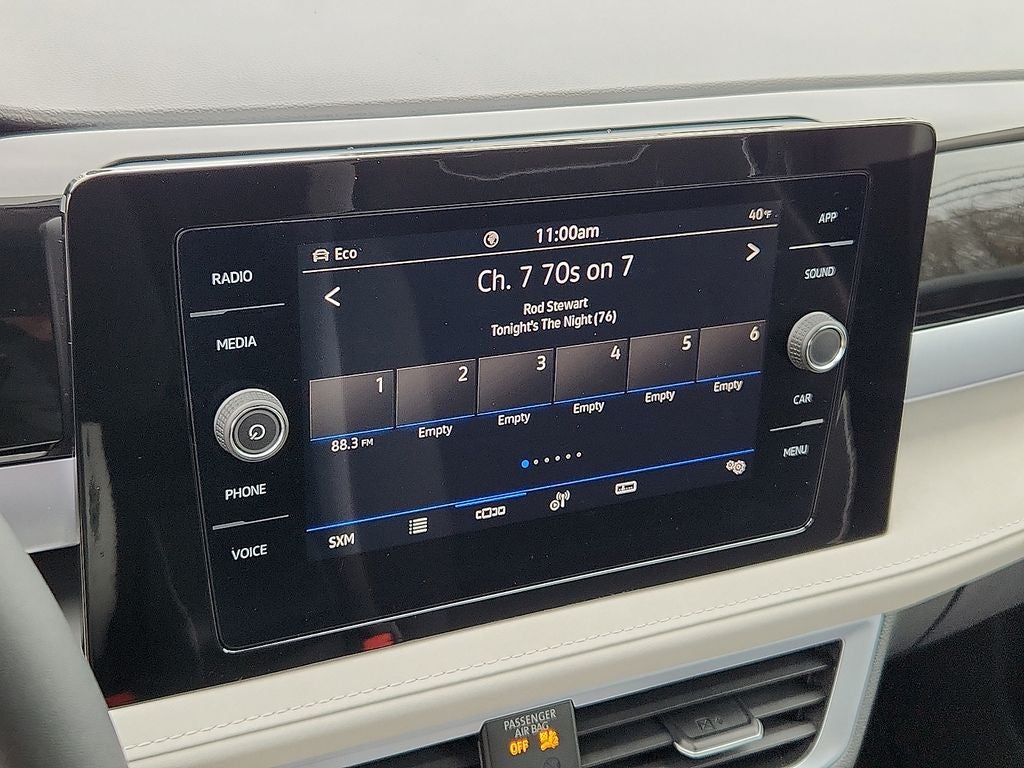 Eco
11:00am
40°F
Ch. 7 70s on 7
Rod Stewart
Tonight's The Night (76)
1
2
3
4
5
6
88.3 FM
Empty
Empty
Empty
Empty
Empty
SXM
RADIO
MEDIA
PHONE
VOICE
APP
SOUND
CAR
MENU
PASSENGER
AIR BAG
OFF